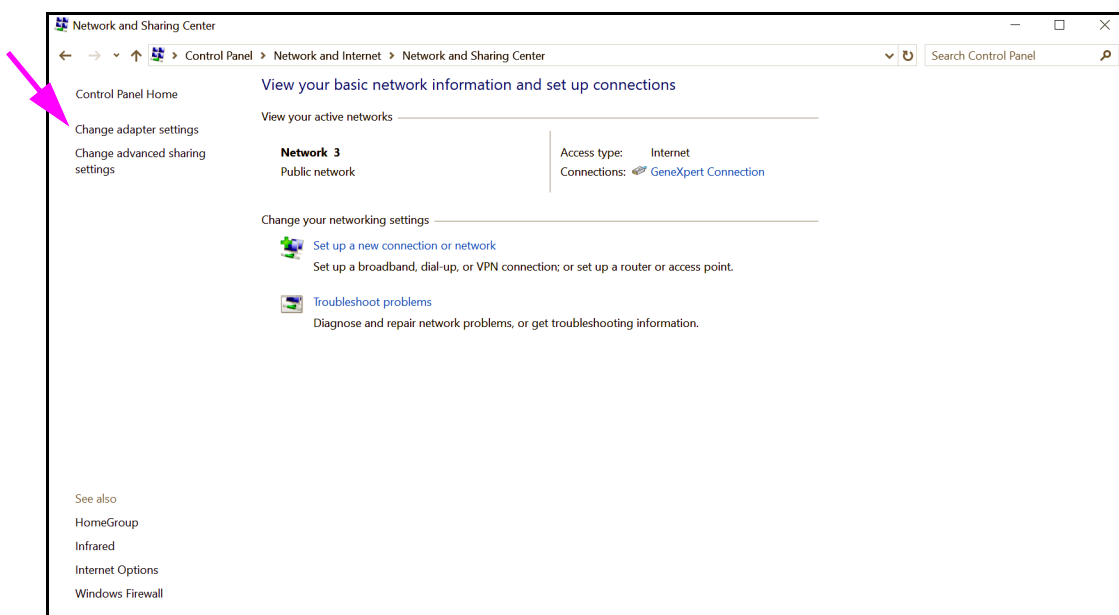 Network and Sharing Center
Control Panel > Network and Internet > Network and Sharing Center
Search Control Panel
Control Panel Home
Change adapter settings
Change advanced sharing
settings
View your basic network information and set up connections
View your active networks
Network 3
Public network
Access type: Internet
Connections: GeneXpert Connection
Change your networking settings
Set up a new connection or network
Set up a broadband, dial-up, or VPN connection; or set up a router or access point.
Troubleshoot problems
Diagnose and repair network problems, or get troubleshooting information.
See also
HomeGroup
Infrared
Internet Options
Windows Firewall